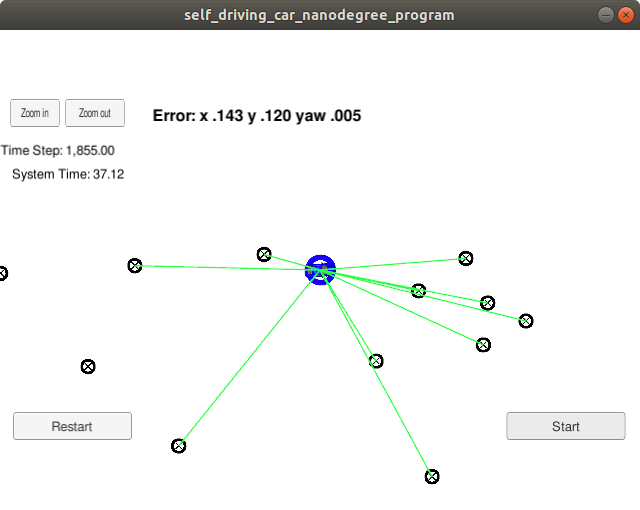 self_driving_car_nanodegree_program
Zoom in Zoom out
Error: x .143 y .120 yaw .005
Time Step: 1,855.00
System Time: 37.12
Restart
Start